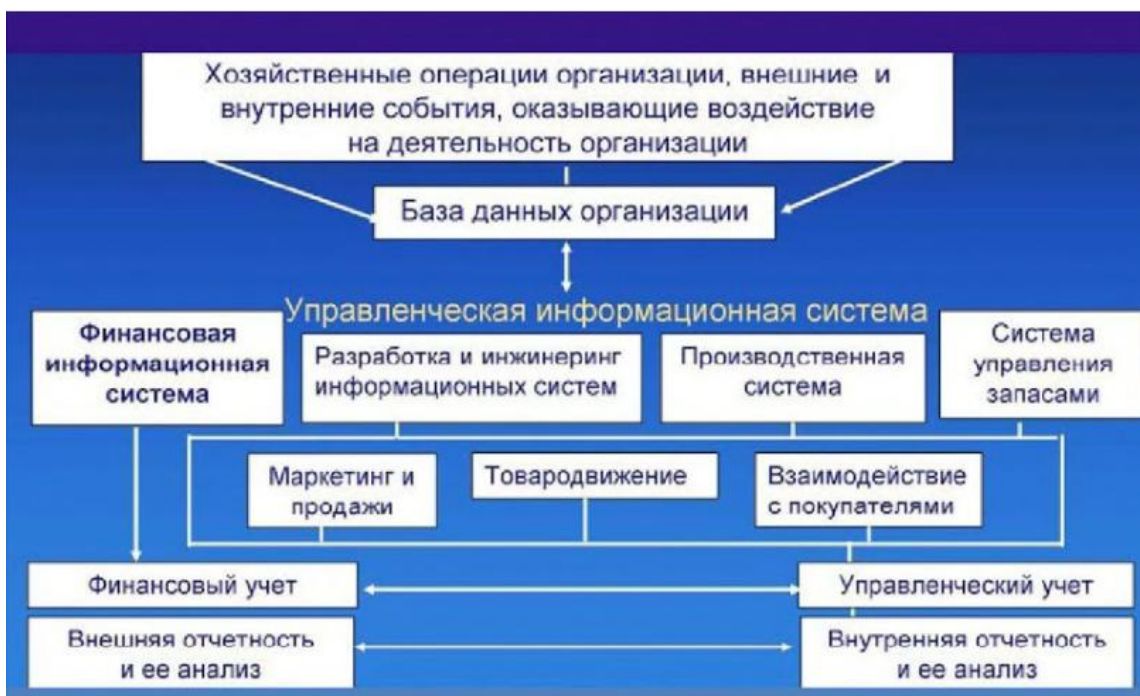 Хозяйственные операции организации, внешние и
внутренние события, оказывающие воздействие
на деятельность организации
База данных организации
Управленческая информационная система
Финансовая
информационная
система
Разработка и инжинеринг
информационных систем
Производственная
система
Система
управления
запасами
Маркетинг и
продажи
Товародвижение
Взаимодействие
с покупателями
Финансовый учет
Управленческий учет
Внешняя отчетность
и ее анализ
Внутренняя отчетность
и ее анализ